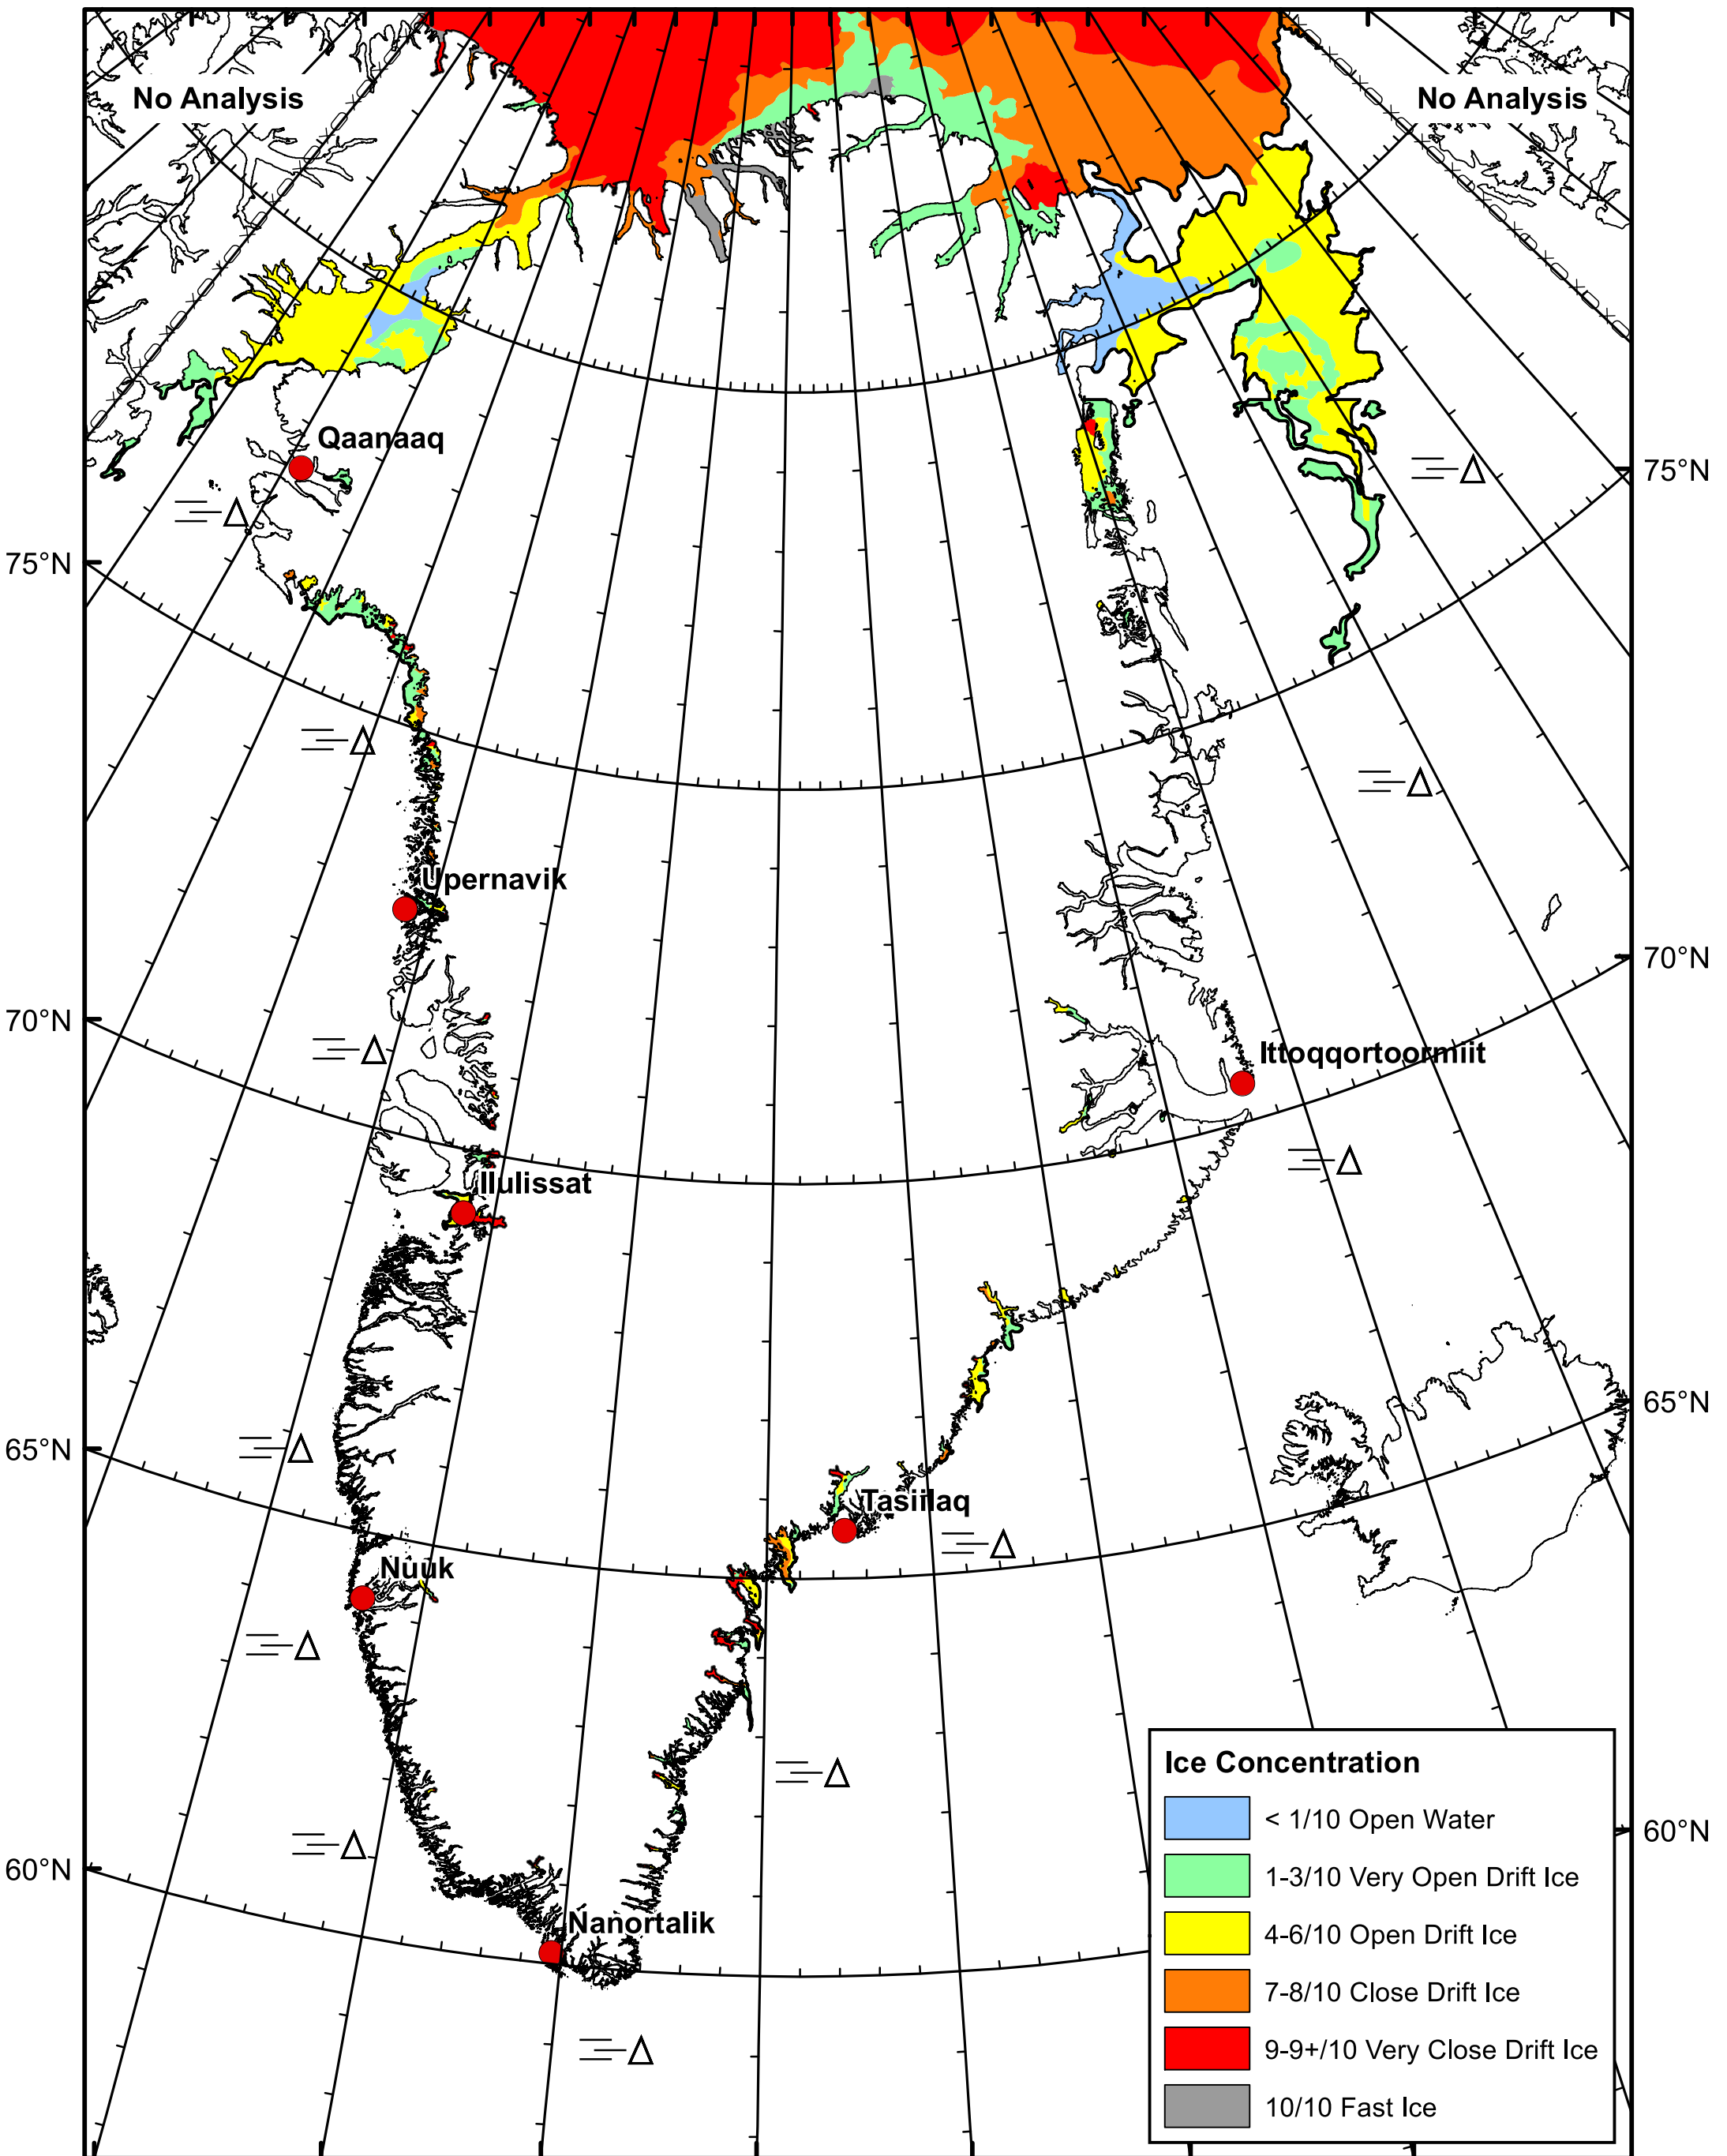 No Analysis
No Analysis
Qaanaaq
75°N
75°N
Upernavik
70°N
70°N
Ittoqqortoormiit
Ilulissat
65°N
65°N
Tasiilaq
Nuuk
Ice Concentration
< 1/10 Open Water
1-3/10 Very Open Drift Ice
4-6/10 Open Drift Ice
7-8/10 Close Drift Ice
9-9+/10 Very Close Drift Ice
10/10 Fast Ice
60°N
60°N
Nanortalik